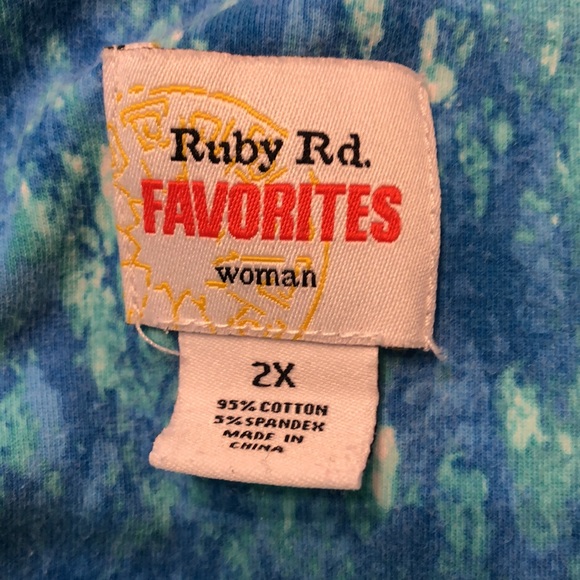 Ruby Rd.
FAVORITES
woman
2X
95% COTTON
5% SPANDEX
MADE IN
CHINA